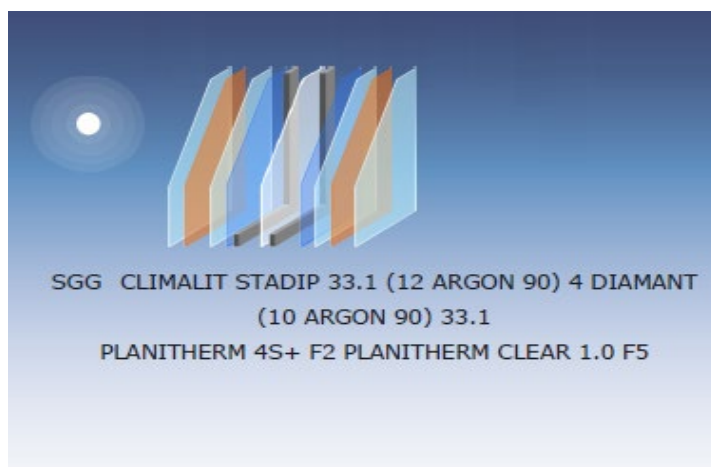 SGG CLIMALIT STADIP 33.1 (12 ARGON 90) 4 DIAMANT
(10 ARGON 90) 33.1
PLANITHERM 4S+ F2 PLANITHERM CLEAR 1.0 F5